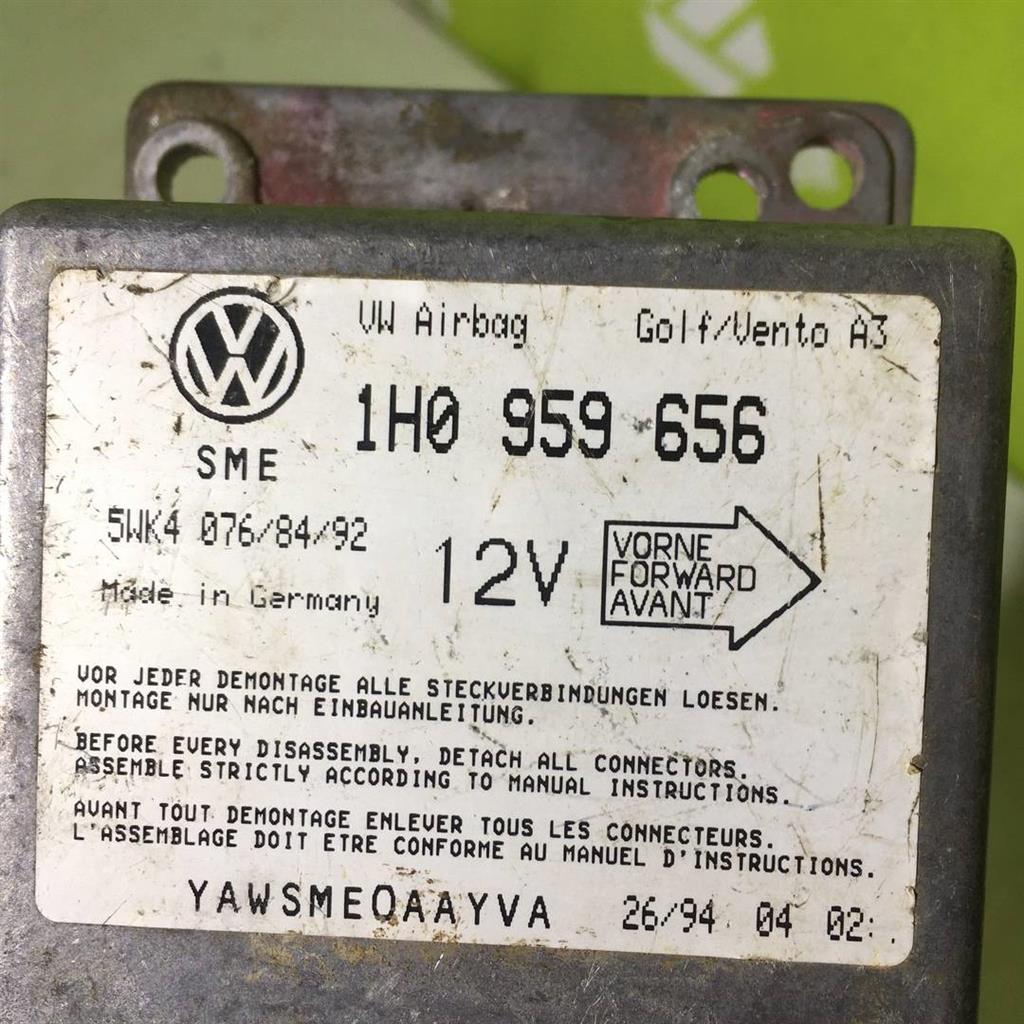 VW Airbag Golf/Vento A3
1H0 959 656
SME
5WK4 076/84/92
12V
VORNE
FORWARD
AVANT
Made in Germany
VOR JEDER DEMONTAGE ALLE STECKVERBINDUNGEN LOESEN.
MONTAGE NUR NACH EINBAUANLEITUNG.
BEFORE EVERY DISASSEMBLY, DETACH ALL CONNECTORS.
ASSEMBLE STRICTLY ACCORDING TO MANUAL INSTRUCTIONS.
AVANT TOUT DEMONTAGE ENLEVER TOUS LES CONNECTEURS.
L'ASSEMBLAGE DOIT ETRE CONFORME AU MANUEL D'INSTRUCTIONS.
YAWSMEOAAYVA 26/94 04 02:.